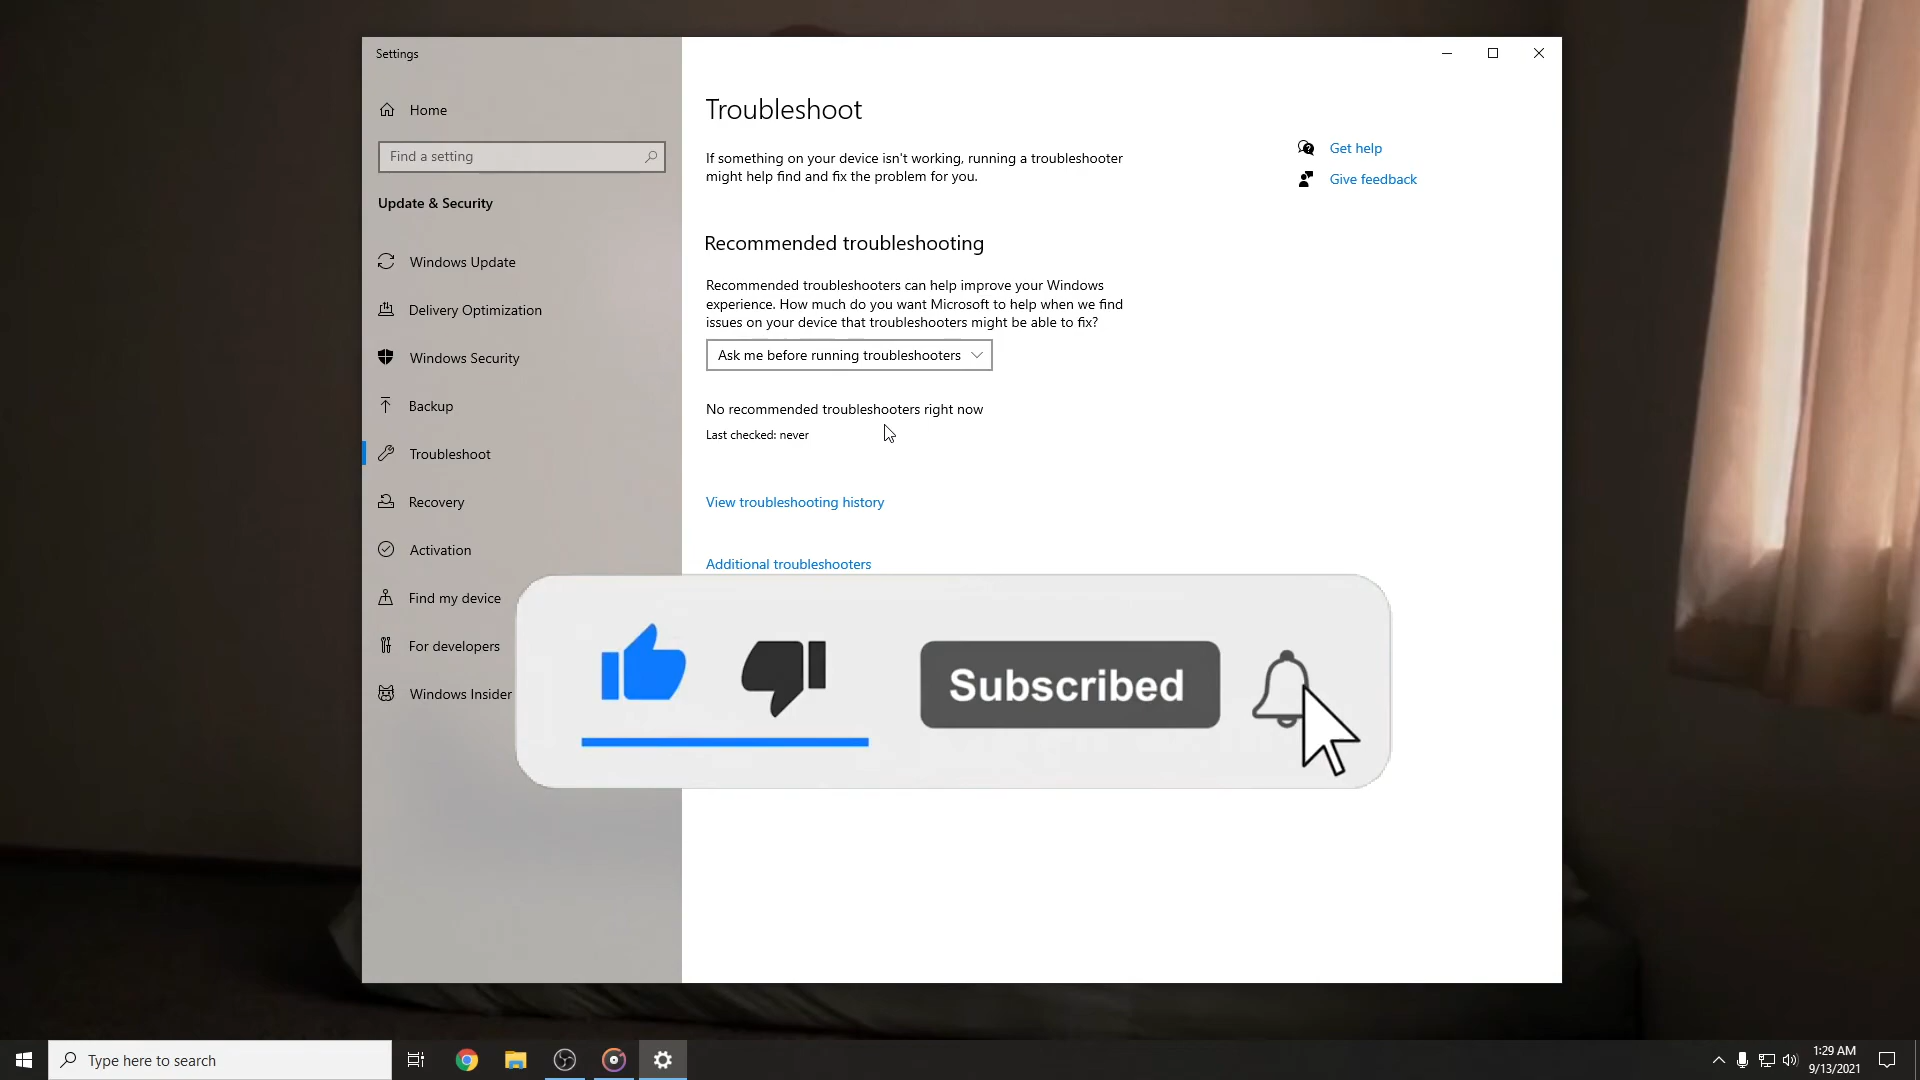 Settings
Home
Find a setting
Update & Security
Windows Update
Delivery Optimization
Windows Security
Backup
Troubleshoot
Recovery
Activation
Find my device
For developers
Windows Insider
Troubleshoot
If something on your device isn't working, running a troubleshooter
might help find and fix the problem for you.
Recommended troubleshooting
Recommended troubleshooters can help improve your Windows
experience. How much do you want Microsoft to help when we find
issues on your device that troubleshooters might be able to fix?
Ask me before running troubleshooters
No recommended troubleshooters right now
Last checked: never
View troubleshooting history
Additional troubleshooters
Get help
Give feedback
Subscribed
Type here to search
1:29 AM
9/13/2021